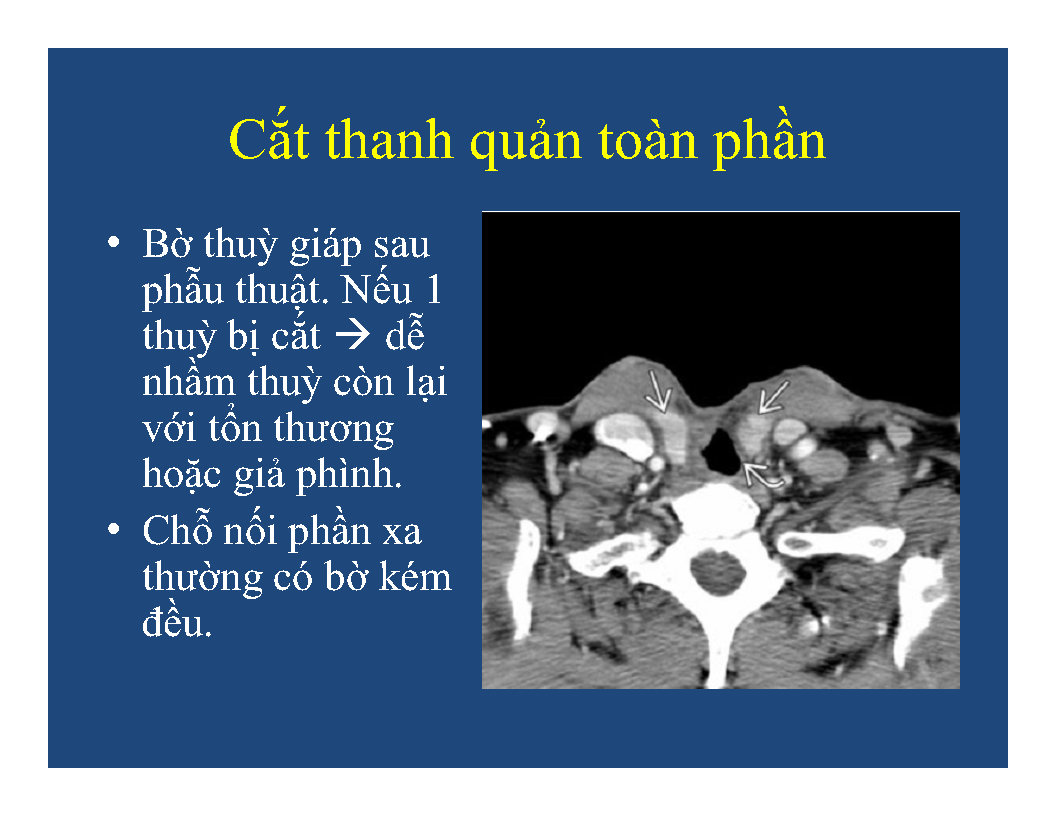 Cắt thanh quản toàn phần
• Bờ thuỳ giáp sau
phẫu thuật. Nếu 1
thuỳ bị cắt → dễ
nhầm thuỳ còn lại
với tổn thương
hoặc giả phình.
• Chỗ nối phần xa
thường có bờ kém
đều.